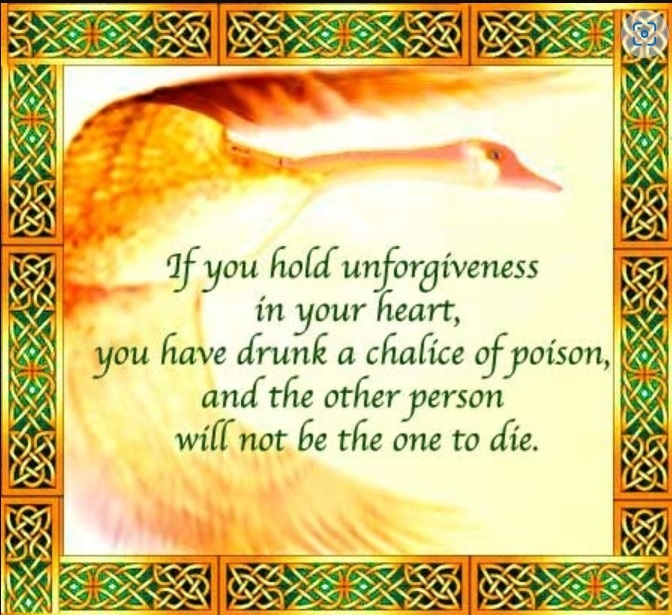 If you hold unforgiveness
in your heart,
you have drunk a chalice of poison,
and the other person
will not be the one to die.